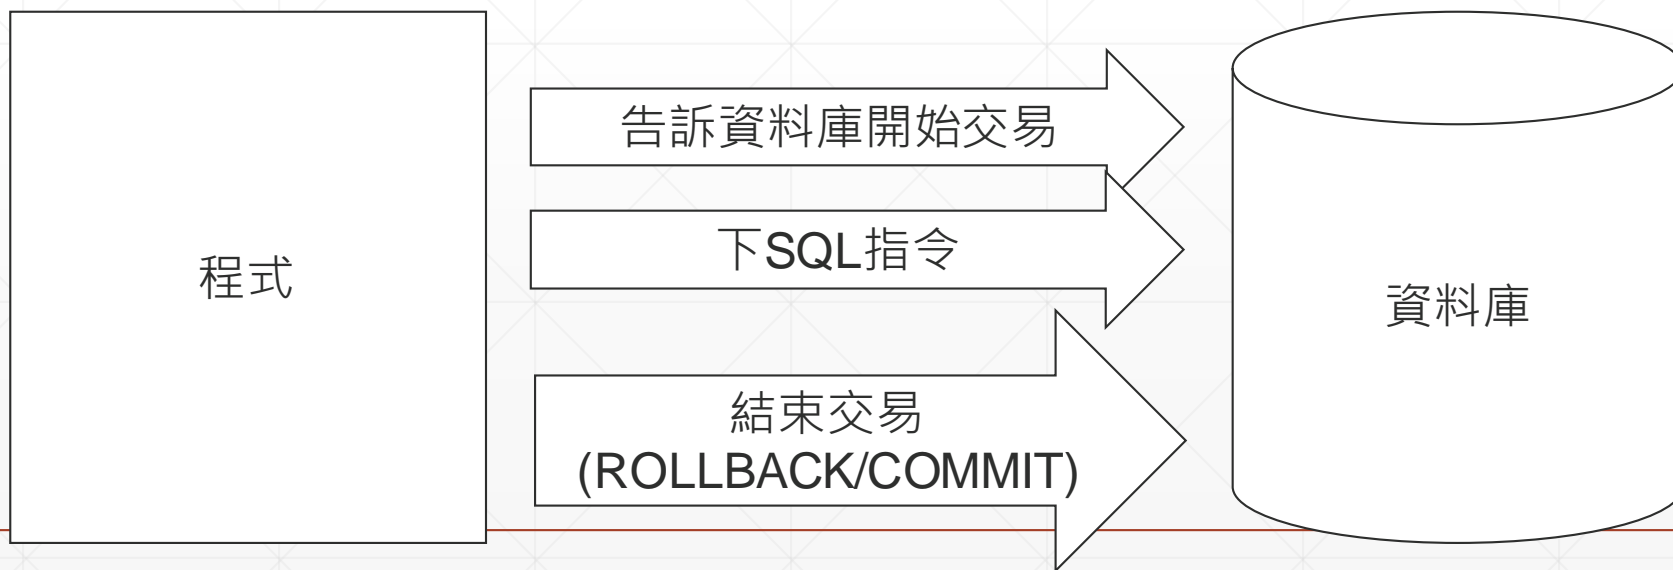 程式
告訴資料庫開始交易
下SQL指令
結束交易
(ROLLBACK/COMMIT)
資料庫